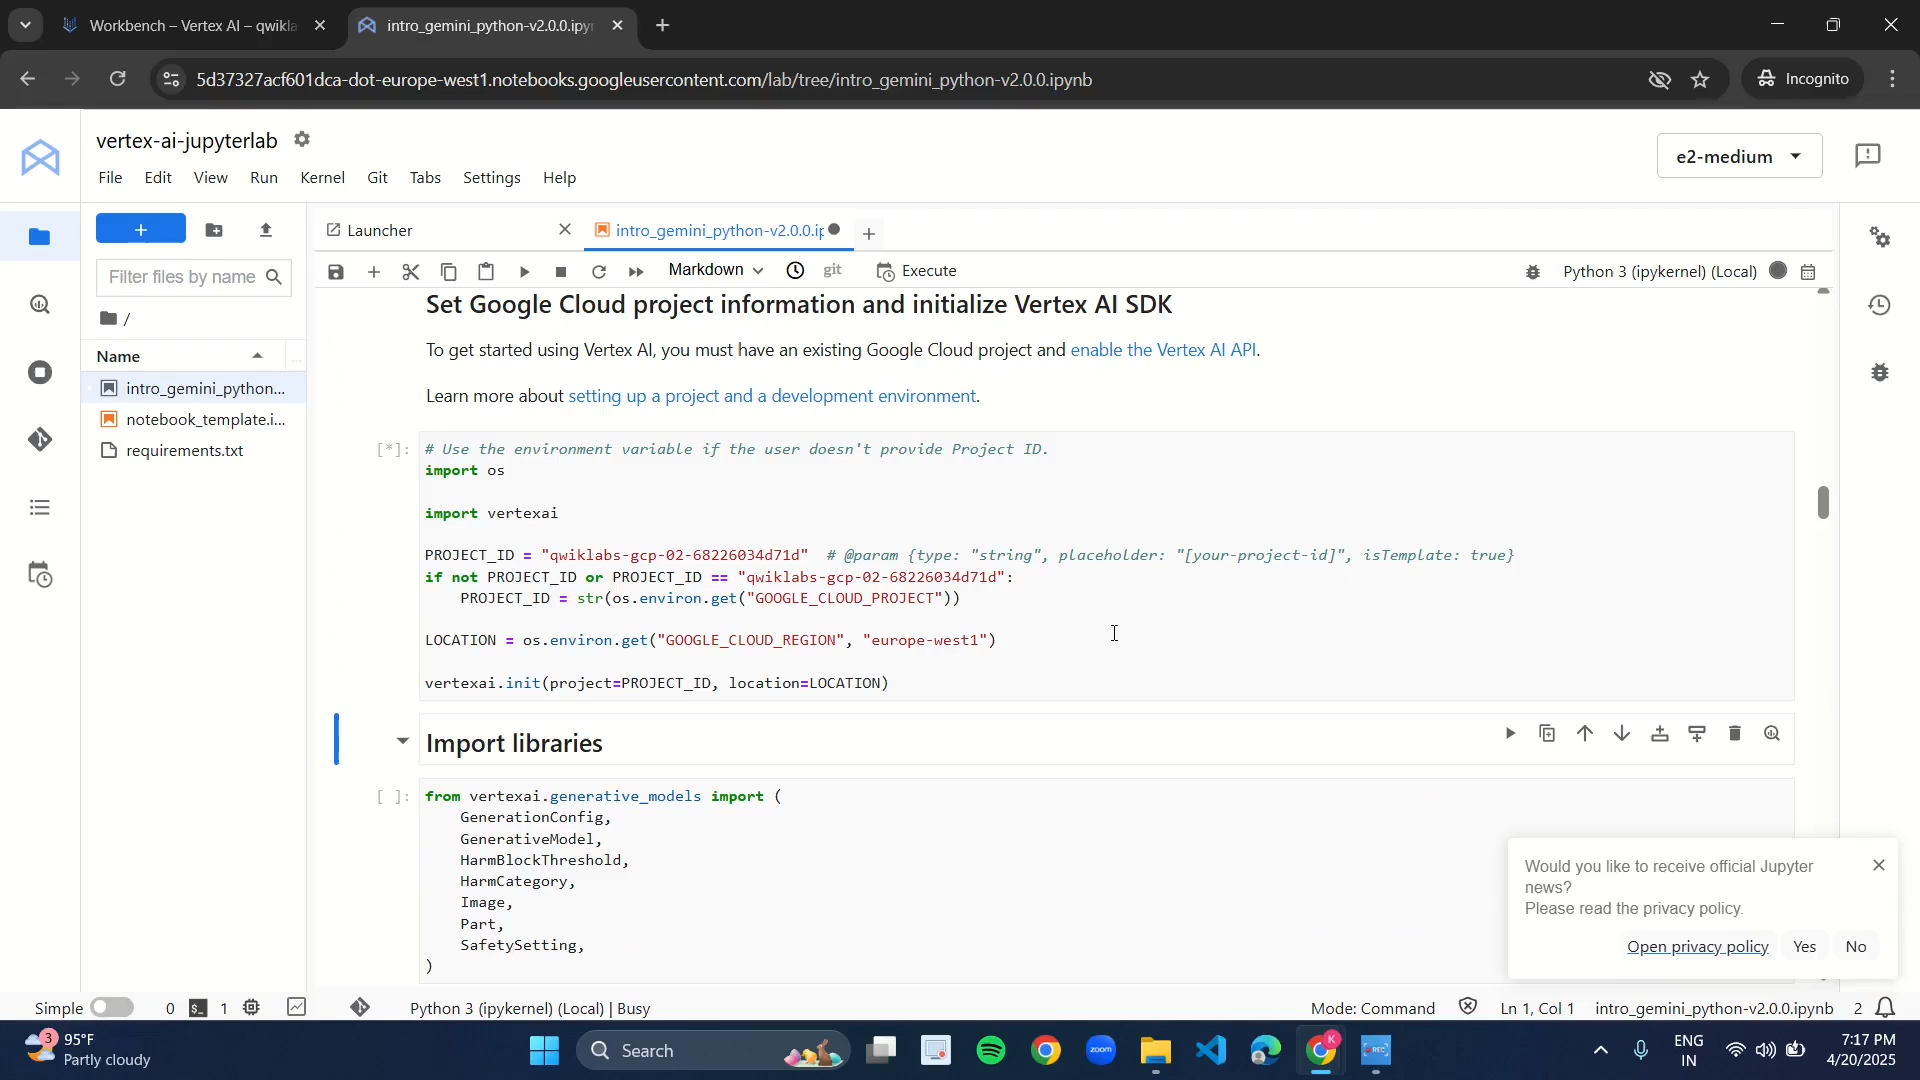 Workbench – Vertex AI – qwikla
intro_gemini_python-v2.0.0.ipyn
5d37327acf601dca-dot-europe-west1.notebooks.googleusercontent.com/lab/tree/intro_gemini_python-v2.0.0.ipynb
Incognito
vertex-ai-jupyterlab
e2-medium
File Edit View Run Kernel Git Tabs Settings Help
Launcher
intro_gemini_python-v2.0.0.ip
Filter files by name
Markdown
git
Execute
Python 3 (ipykernel) (Local)
/
Name
intro_gemini_python...
notebook_template.i...
requirements.txt
Set Google Cloud project information and initialize Vertex AI SDK
To get started using Vertex AI, you must have an existing Google Cloud project and enable the Vertex AI API.
Learn more about setting up a project and a development environment.
[*]: # Use the environment variable if the user doesn't provide Project ID.
import os
import vertexai
PROJECT_ID = "qwiklabs-gcp-02-68226034d71d"  # @param {type: "string", placeholder: "[your-project-id]", isTemplate: true}
if not PROJECT_ID or PROJECT_ID == "qwiklabs-gcp-02-68226034d71d":
    PROJECT_ID = str(os.environ.get("GOOGLE_CLOUD_PROJECT"))
LOCATION = os.environ.get("GOOGLE_CLOUD_REGION", "europe-west1")
vertexai.init(project=PROJECT_ID, location=LOCATION)
Import libraries
[ ]: from vertexai.generative_models import (
    GenerationConfig,
    GenerativeModel,
    HarmBlockThreshold,
    HarmCategory,
    Image,
    Part,
    SafetySetting,
)
Would you like to receive official Jupyter
news?
Please read the privacy policy.
Open privacy policy Yes No
Simple 0 1 Python 3 (ipykernel) (Local) | Busy
Mode: Command Ln 1, Col 1 intro_gemini_python-v2.0.0.ipynb 2
3
95°F
Partly cloudy
Search
zoom
K
REC
ENG
IN
7:17 PM
4/20/2025